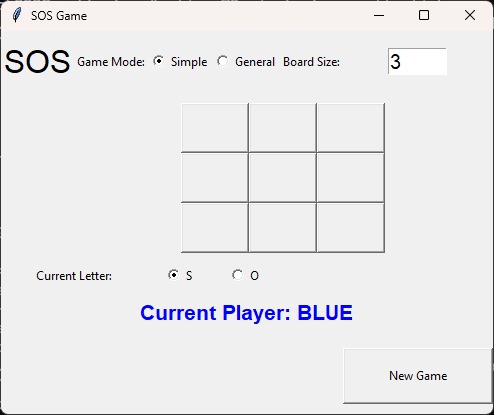 SOS Game
SOS Game Mode: Simple General Board Size: 3
Current Letter: S O
Current Player: BLUE
New Game